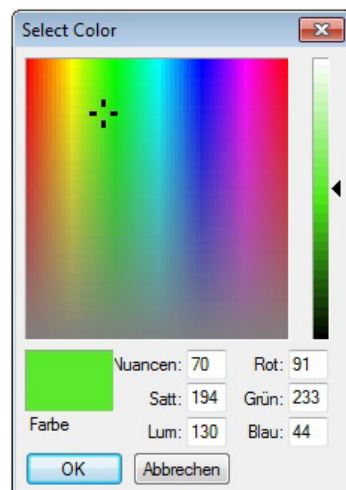 Select Color
Nuancen: 70 Rot: 91
Satt: 194 Grün: 233
Farbe Lum: 130 Blau: 44
OK Abbrechen